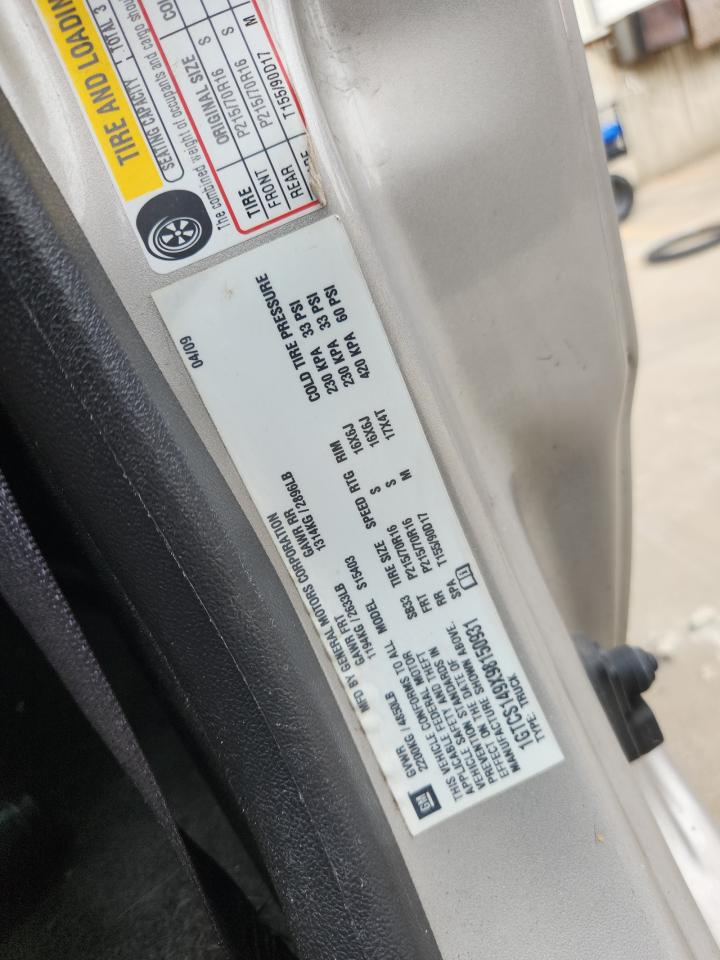 TIRE AND LOADING
SEATING CAPACITY TOTAL 3
The combined weight of occupants and cargo shou
TIRE ORIGINAL SIZE
FRONT P215/70R16 S
REAR P215/70R16 S
T155/90D17 M
04/09
GM
MFD BY GENERAL MOTORS CORPORATION
GVWR GAWR FRT GAWR RR
2200KG / 4850LB 1194KG / 2633LB 1314KG / 2896LB
THIS VEHICLE CONFORMS TO ALL MODEL S15403
APPLICABLE FEDERAL MOTOR
VEHICLE SAFETY AND THEFT
PREVENTION STANDARDS IN
EFFECT ON THE DATE OF
MANUFACTURE SHOWN ABOVE.
1GTCS149X98150931
TYPE: TRUCK
SB33 TIRE SIZE SPEED RTG RIM COLD TIRE PRESSURE
FRT P215/70R16 S 16X6J 230 KPA 33 PSI
RR P215/70R16 S 16X6J 230 KPA 33 PSI
SPA T155/90D17 M 17X4T 420 KPA 60 PSI